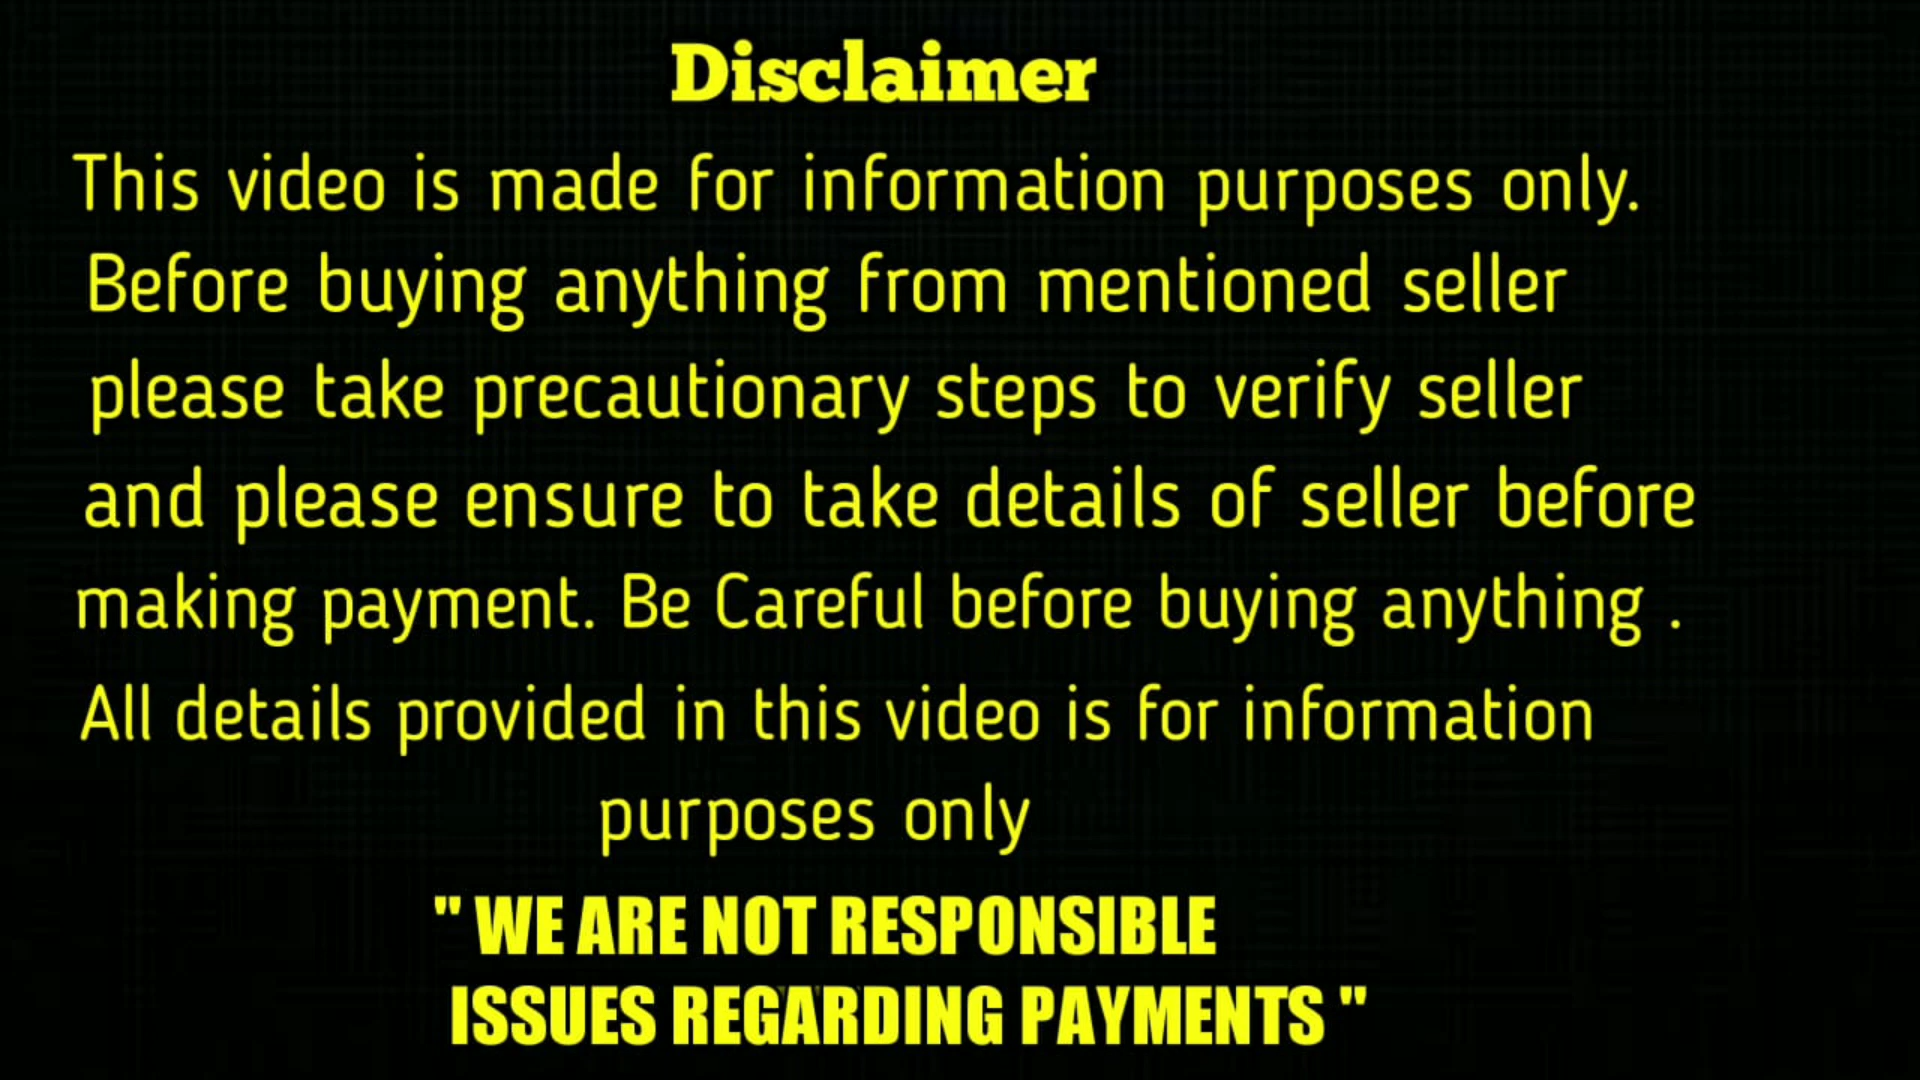 Disclaimer
This video is made for information purposes only.
Before buying anything from mentioned seller
please take precautionary steps to verify seller
and please ensure to take details of seller before
making payment. Be Careful before buying anything .
All details provided in this video is for information
purposes only
" WE ARE NOT RESPONSIBLE
ISSUES REGARDING PAYMENTS "